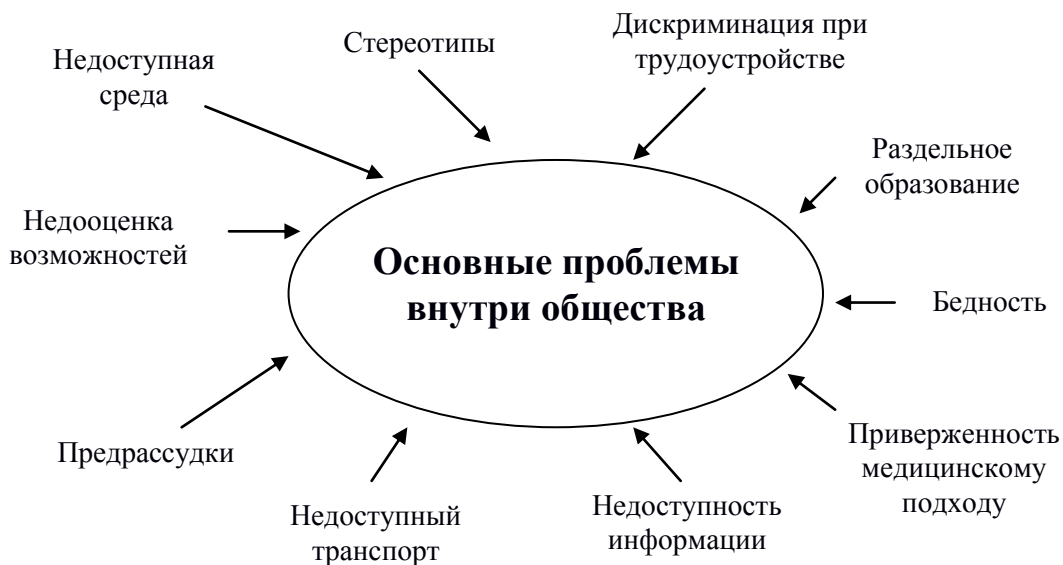 Стереотипы
Дискриминация при
трудоустройстве
Недоступная
среда
Раздельное
образование
Недооценка
возможностей
Основные проблемы
внутри общества
Бедность
Предрассудки
Приверженность
медицинскому
подходу
Недоступный
транспорт
Недоступность
информации